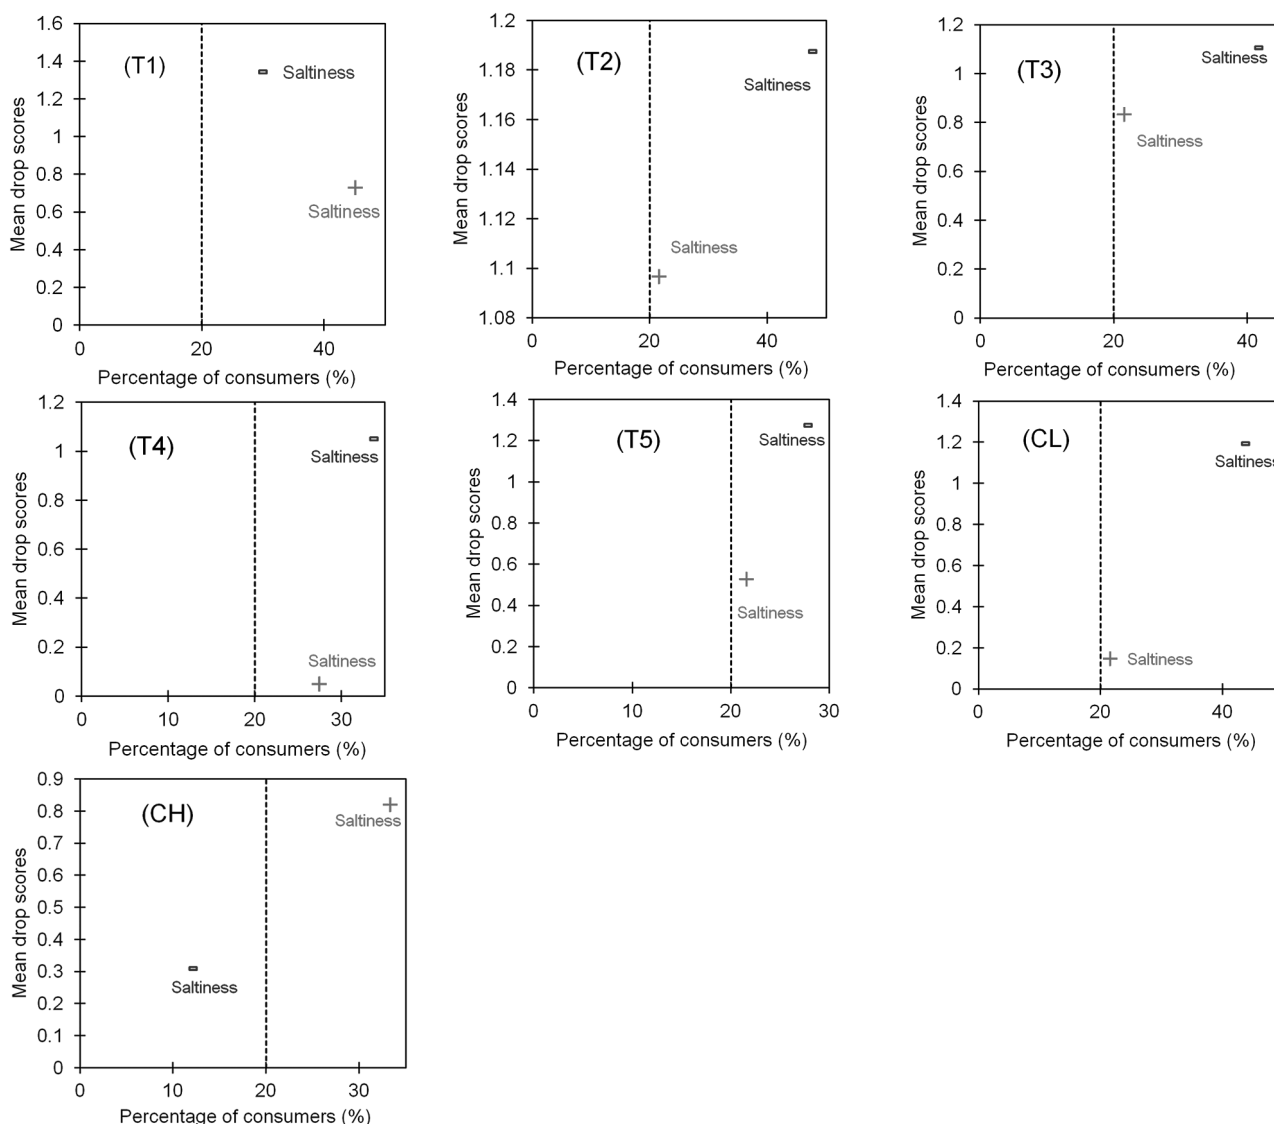 1.6
1.4
1.2
1
0.8
0.6
0.4
0.2
0
Mean drop scores
(T1)
Saltiness
Saltiness
0 20 40
Percentage of consumers (%)
1.2
1.18
1.16
1.14
1.12
1.1
1.08
Mean drop scores
(T2)
Saltiness
Saltiness
0 20 40
Percentage of consumers (%)
1.2
1
0.8
0.6
0.4
0.2
0
Mean drop scores
(T3)
Saltiness
Saltiness
0 20 40
Percentage of consumers (%)
1.2
1
0.8
0.6
0.4
0.2
0
Mean drop scores
(T4)
Saltiness
Saltiness
0 10 20 30
Percentage of consumers (%)
1.4
1.2
1
0.8
0.6
0.4
0.2
0
Mean drop scores
(T5)
Saltiness
Saltiness
0 10 20 30
Percentage of consumers (%)
1.4
1.2
1
0.8
0.6
0.4
0.2
0
Mean drop scores
(CL)
Saltiness
Saltiness
0 20 40
Percentage of consumers (%)
0.9
0.8
0.7
0.6
0.5
0.4
0.3
0.2
0.1
0
Mean drop scores
(CH)
Saltiness
Saltiness
0 10 20 30
Percentage of consumers (%)